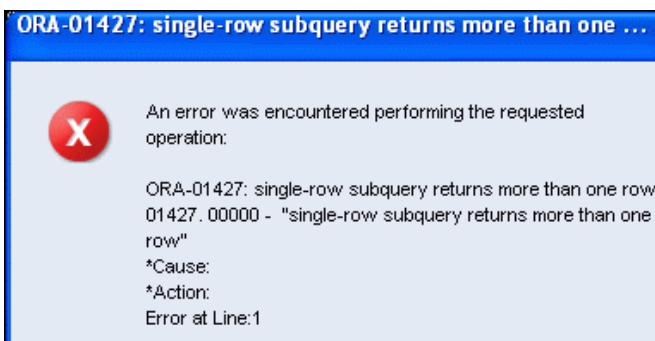 ORA-01427: single-row subquery returns more than one ...
An error was encountered performing the requested
operation:
ORA-01427: single-row subquery returns more than one row
01427. 00000 - "single-row subquery returns more than one
row"
*Cause:
*Action:
Error at Line:1